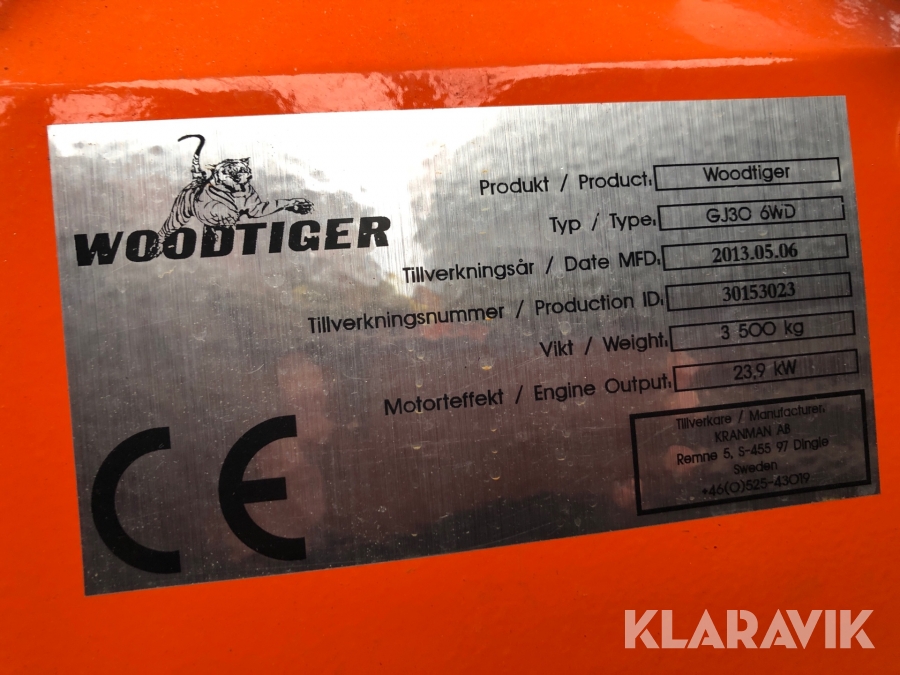 WOODTIGER
Produkt / Product: Woodtiger
Typ / Type: GJ30 6WD
Tillverkningsår / Date MFD: 2013.05.06
Tillverkningsnummer / Production ID: 30153023
Vikt / Weight: 3 500 kg
Motorteffekt / Engine Output: 23,9 kW
Tillverkare / Manufacturer:
KRANMAN AB
Remne 5, S-455 97 Dingle
Sweden
+46(0)525-43019
CE
KLARAVIK